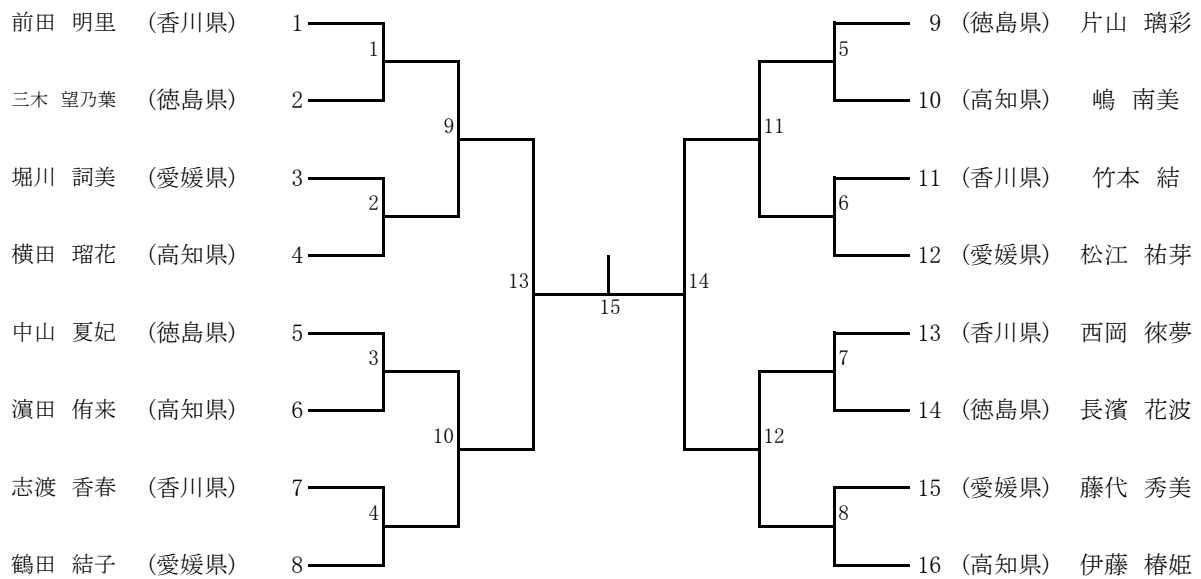 前田 明里 (香川県) 1
1
三木 望乃葉 (徳島県) 2
9
堀川 詞美 (愛媛県) 3
2
横田 瑠花 (高知県) 4
13
中山 夏妃 (徳島県) 5
3
濵田 侑来 (高知県) 6
10
志渡 香春 (香川県) 7
4
鶴田 結子 (愛媛県) 8
15
9 (徳島県) 片山 璃彩
5
10 (高知県) 嶋 南美
11
11 (香川県) 竹本 結
6
12 (愛媛県) 松江 祐芽
14
13 (香川県) 西岡 徠夢
7
14 (徳島県) 長濱 花波
12
15 (愛媛県) 藤代 秀美
8
16 (高知県) 伊藤 椿姫